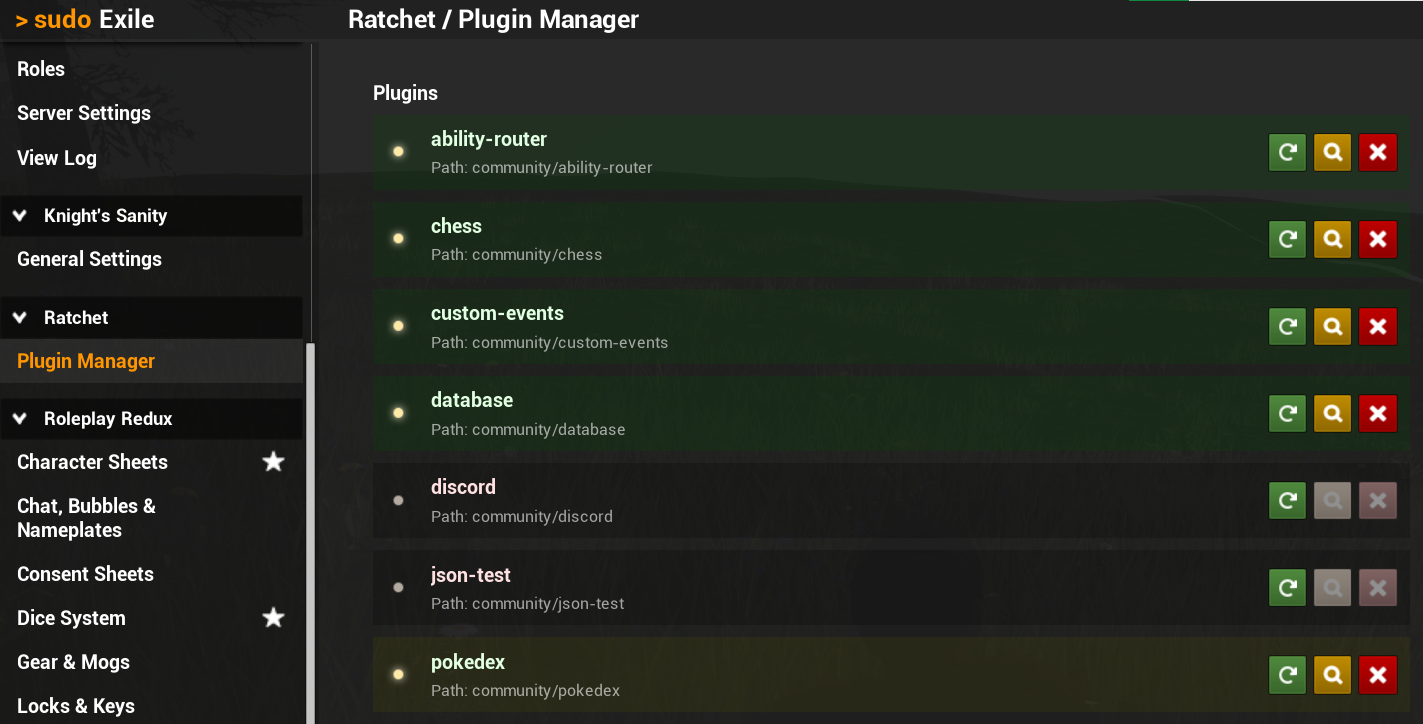 > sudo Exile
Ratchet / Plugin Manager
Roles
Server Settings
View Log
Knight's Sanity
General Settings
Ratchet
Plugin Manager
Roleplay Redux
Character Sheets
Chat, Bubbles &
Nameplates
Consent Sheets
Dice System
Gear & Mogs
Locks & Keys
Plugins
ability-router
Path: community/ability-router
chess
Path: community/chess
custom-events
Path: community/custom-events
database
Path: community/database
discord
Path: community/discord
json-test
Path: community/json-test
pokedex
Path: community/pokedex